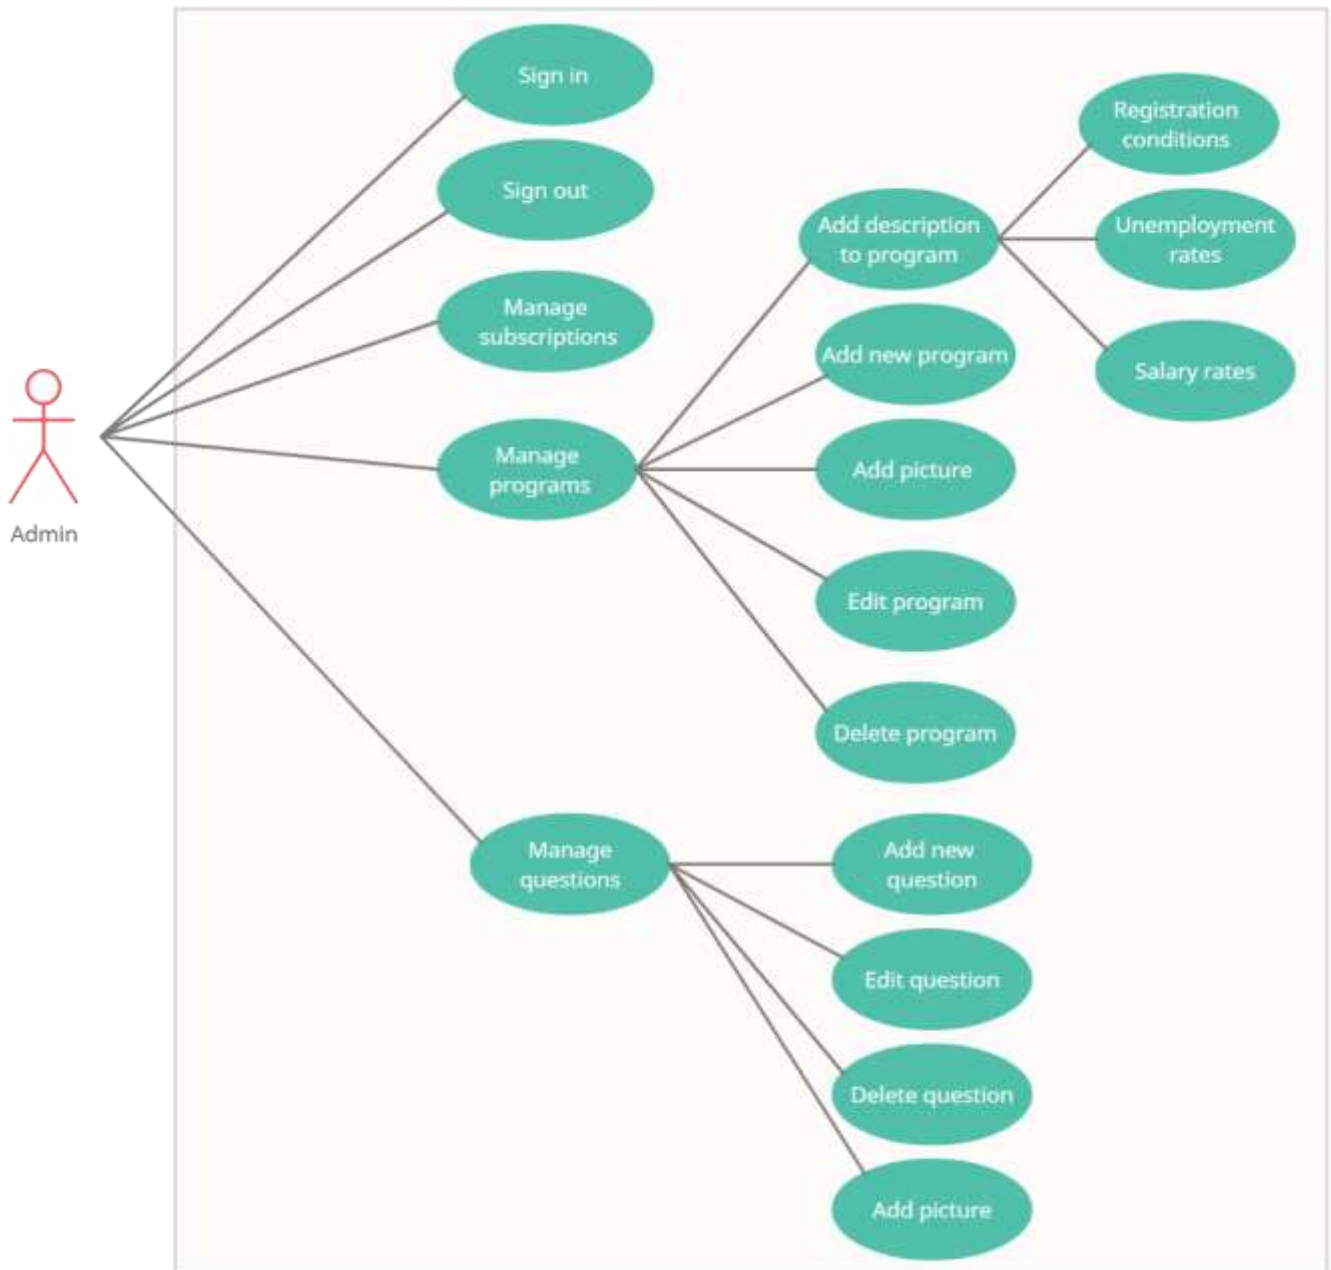 Sign in
Sign out
Manage
subscriptions
Manage
programs
Manage
questions
Admin
Add description
to program
Add new program
Add picture
Edit program
Delete program
Add new
question
Edit question
Delete question
Add picture
Registration
conditions
Unemployment
rates
Salary rates